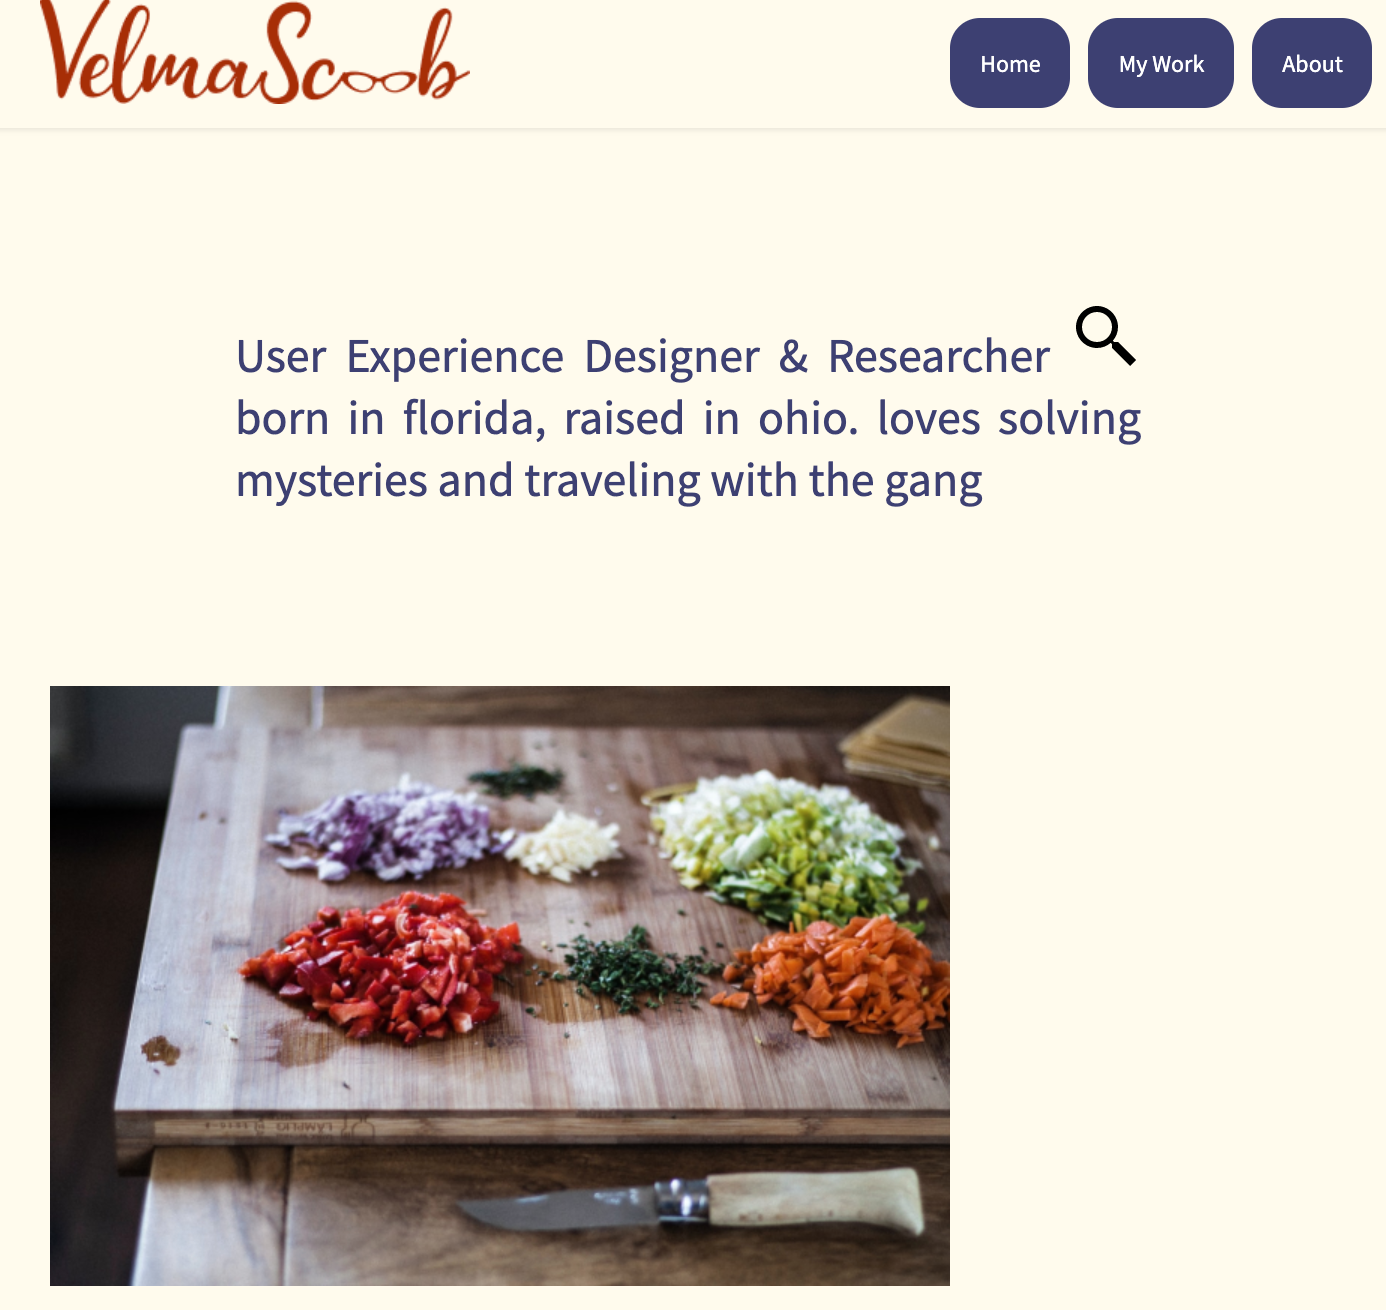 VelmaScoob
Home
My Work
About
User Experience Designer & Researcher
born in florida, raised in ohio. loves solving
mysteries and traveling with the gang